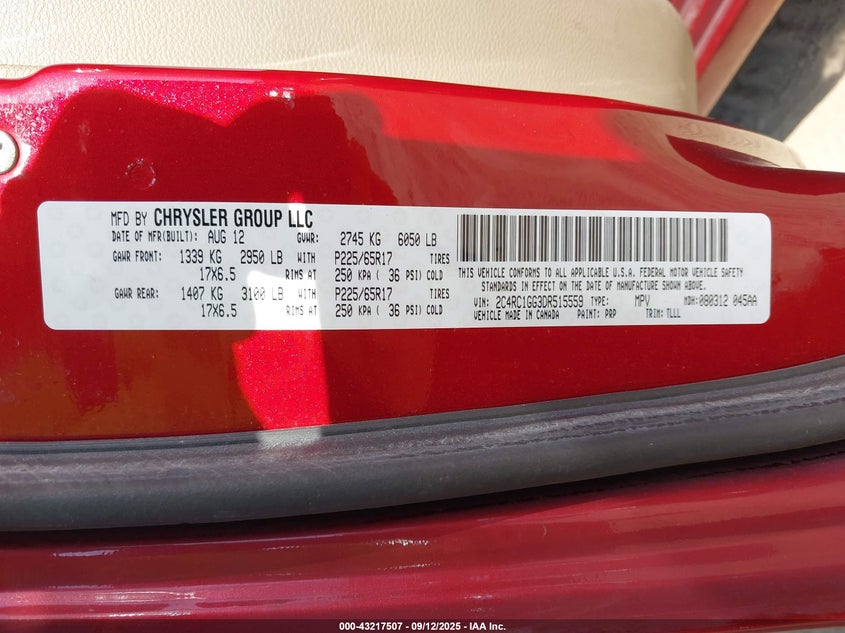 MFD BY CHRYSLER GROUP LLC
DATE OF MFR(BUILT): AUG 12 GVWR: 2745 KG 6050 LB
GAWR FRONT: 1339 KG 2950 LB WITH P225/65R17 TIRES
17X6.5 RIMS AT 250 KPA ( 36 PSI) COLD
GAWR REAR: 1407 KG 3100 LB WITH P225/65R17 TIRES
17X6.5 RIMS AT 250 KPA ( 36 PSI) COLD
THIS VEHICLE CONFORMS TO ALL APPLICABLE U.S.A. FEDERAL MOTOR VEHICLE SAFETY
STANDARDS IN EFFECT ON THE DATE OF MANUFACTURE SHOWN ABOVE.
VIN: 2C4RC1GG3DR515559 TYPE: MPV MDH: 080312 045AA
VEHICLE MADE IN CANADA PAINT: PRP TRIM: TLLL
000-43217507 - 09/12/2025 - IAA Inc.